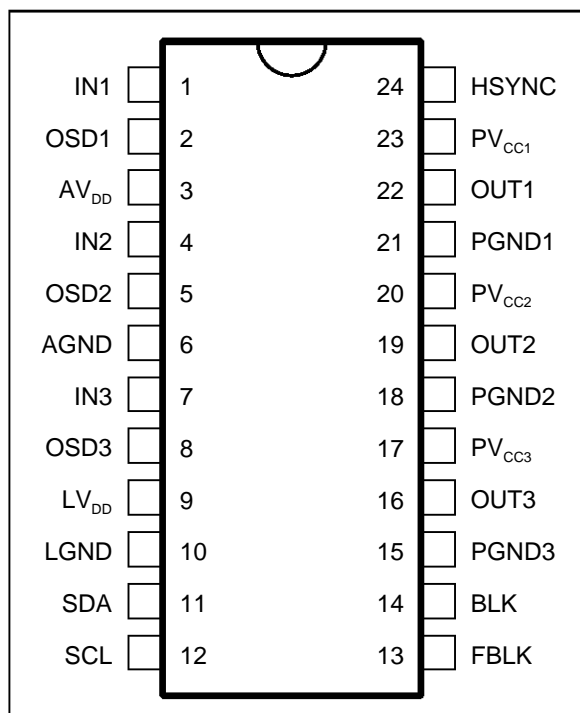 IN1 1 24 HSYNC
OSD1 2 23 PVCC1
AVDD 3 22 OUT1
IN2 4 21 PGND1
OSD2 5 20 PVCC2
AGND 6 19 OUT2
IN3 7 18 PGND2
OSD3 8 17 PVCC3
LVDD 9 16 OUT3
LGND 10 15 PGND3
SDA 11 14 BLK
SCL 12 13 FBLK